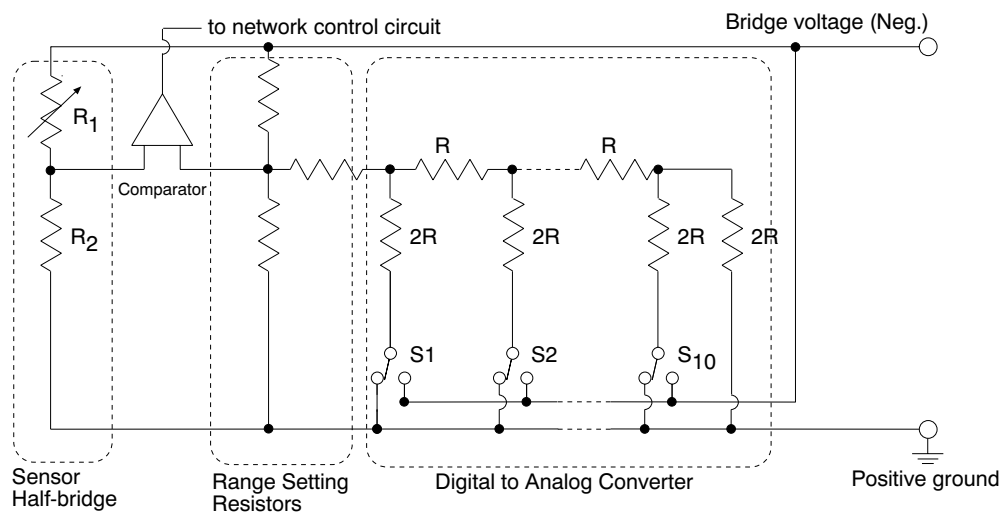 to network control circuit
Bridge voltage (Neg.)
R1
R
R
Comparator
R2
2R
2R
2R
2R
S1
S2
S10
Sensor
Half-bridge
Range Setting
Resistors
Digital to Analog Converter
Positive ground